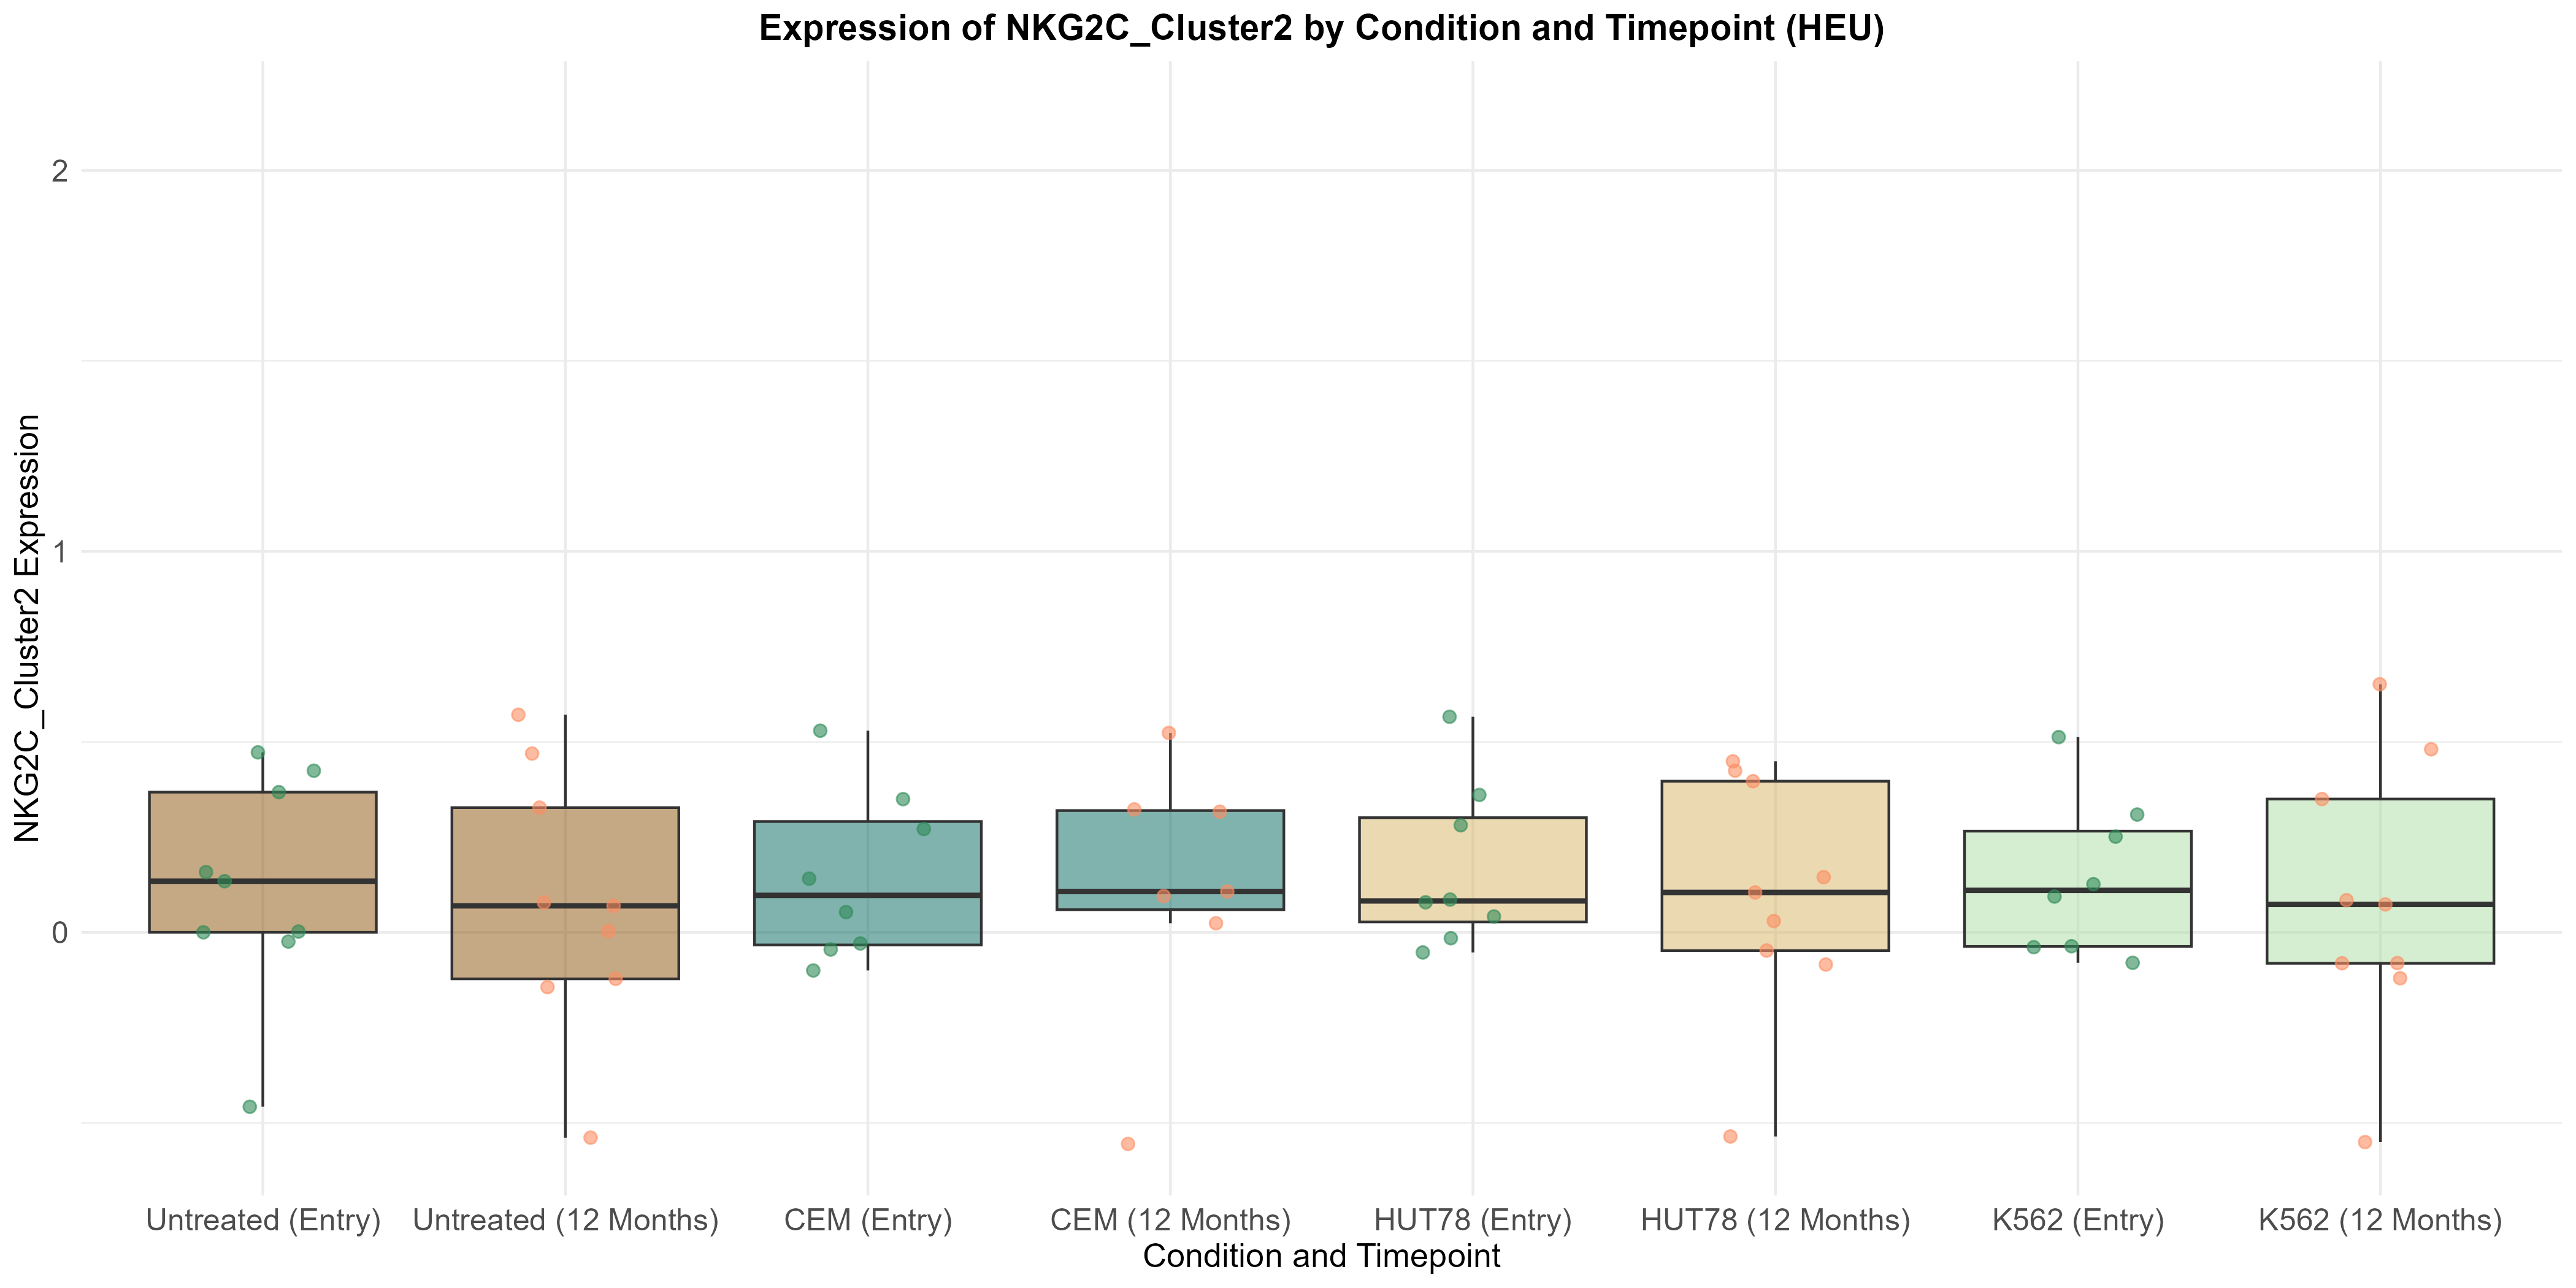 Expression of NKG2C_Cluster2 by Condition and Timepoint (HEU)
NKG2C_Cluster2 Expression
2
1
0
Untreated (Entry) Untreated (12 Months) CEM (Entry) CEM (12 Months) HUT78 (Entry) HUT78 (12 Months) K562 (Entry) K562 (12 Months)
Condition and Timepoint